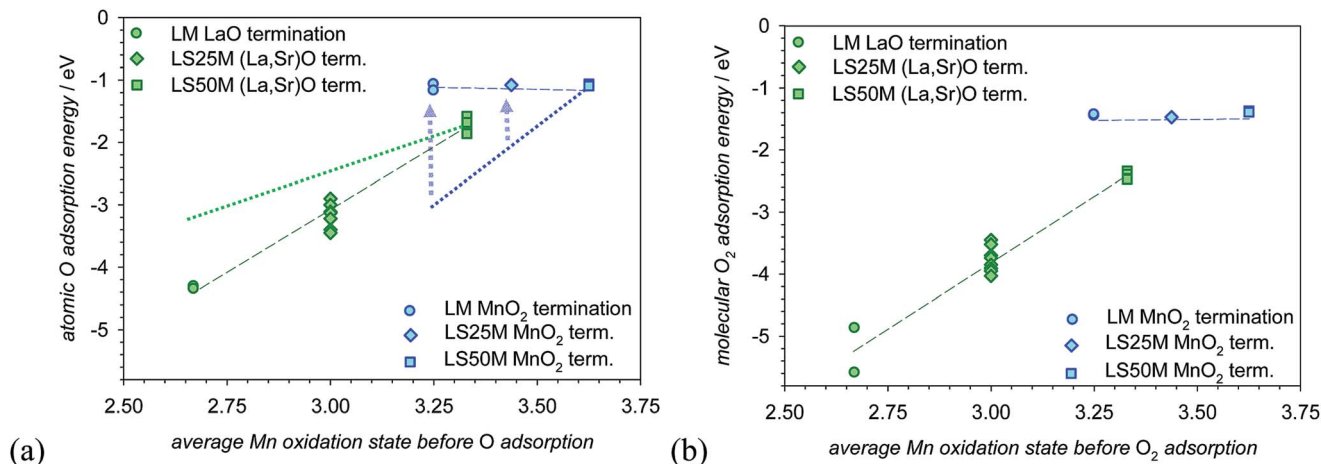 0
-1
-2
-3
-4
-5
atomic O adsorption energy / eV
LM LaO termination
LS25M (La,Sr)O term.
LS50M (La,Sr)O term.
LM MnO2 termination
LS25M MnO2 term.
LS50M MnO2 term.
2.50 2.75 3.00 3.25 3.50 3.75
average Mn oxidation state before O adsorption
(a)
0
-1
-2
-3
-4
-5
molecular O2 adsorption energy / eV
LM LaO termination
LS25M (La,Sr)O term.
LS50M (La,Sr)O term.
LM MnO2 termination
LS25M MnO2 term.
LS50M MnO2 term.
2.50 2.75 3.00 3.25 3.50 3.75
average Mn oxidation state before O2 adsorption
(b)